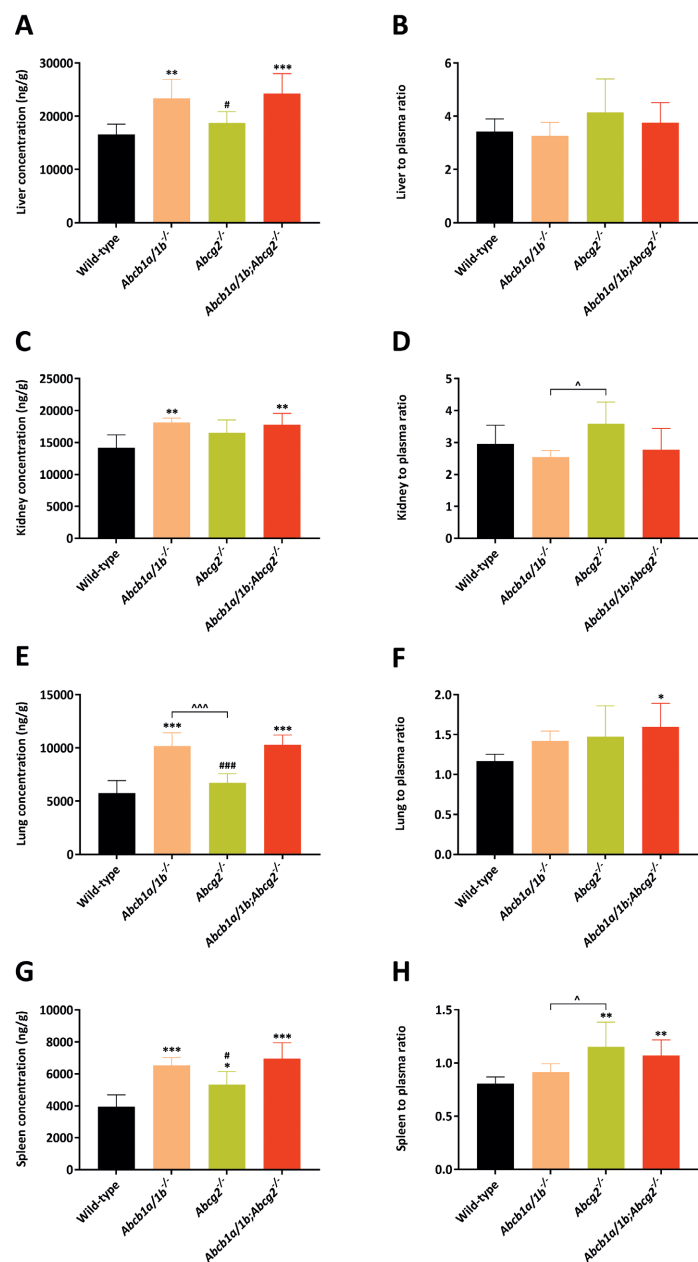 A
Liver concentration (ng/g)
30000
20000
10000
0
**
#
***
Wild-type
Abcb1a/1b-/-
Abcg2-/-
Abcb1a/1b;Abcg2-/-
B
Liver to plasma ratio
6
4
2
0
Wild-type
Abcb1a/1b-/-
Abcg2-/-
Abcb1a/1b;Abcg2-/-
C
Kidney concentration (ng/g)
25000
20000
15000
10000
5000
0
**
**
Wild-type
Abcb1a/1b-/-
Abcg2-/-
Abcb1a/1b;Abcg2-/-
D
Kidney to plasma ratio
5
4
3
2
1
0
^
Wild-type
Abcb1a/1b-/-
Abcg2-/-
Abcb1a/1b;Abcg2-/-
E
Lung concentration (ng/g)
15000
10000
5000
0
^^^
***
###
***
Wild-type
Abcb1a/1b-/-
Abcg2-/-
Abcb1a/1b;Abcg2-/-
F
Lung to plasma ratio
2.0
1.5
1.0
0.5
0.0
*
Wild-type
Abcb1a/1b-/-
Abcg2-/-
Abcb1a/1b;Abcg2-/-
G
Spleen concentration (ng/g)
10000
8000
6000
4000
2000
0
***
#
*
***
Wild-type
Abcb1a/1b-/-
Abcg2-/-
Abcb1a/1b;Abcg2-/-
H
Spleen to plasma ratio
1.5
1.0
0.5
0.0
^
**
**
Wild-type
Abcb1a/1b-/-
Abcg2-/-
Abcb1a/1b;Abcg2-/-